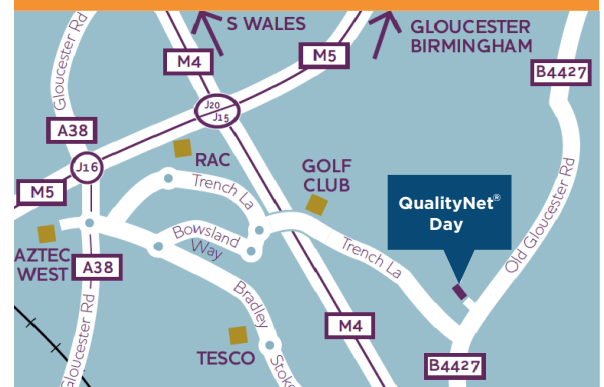 S WALES
GLOUCESTER
BIRMINGHAM
Gloucester Rd
M4
M5
B4427
J20
J15
A38
J16
RAC
GOLF
CLUB
Trench La
M5
QualityNet®
Day
Old Gloucester Rd
Bowsland
Way
AZTEC
WEST
A38
Trench La
Bradley
M4
TESCO
Stoke
Gloucester Rd
B4427